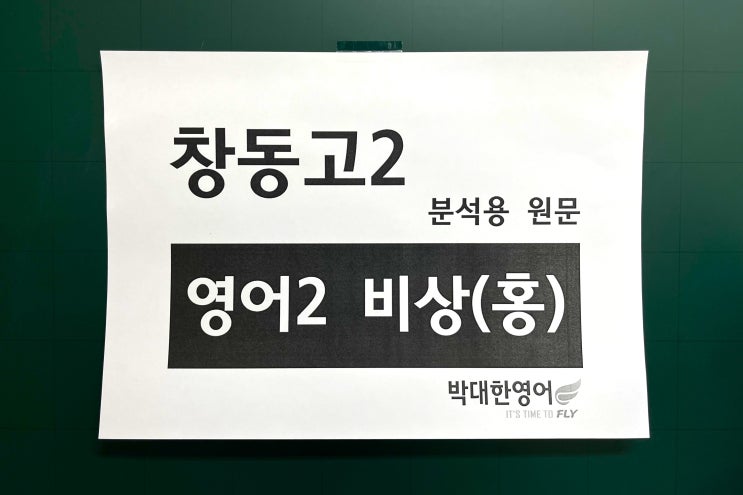 창동고2
분석용 원문
영어2 비상(홍)
박대한영어
IT'S TIME TO FLY